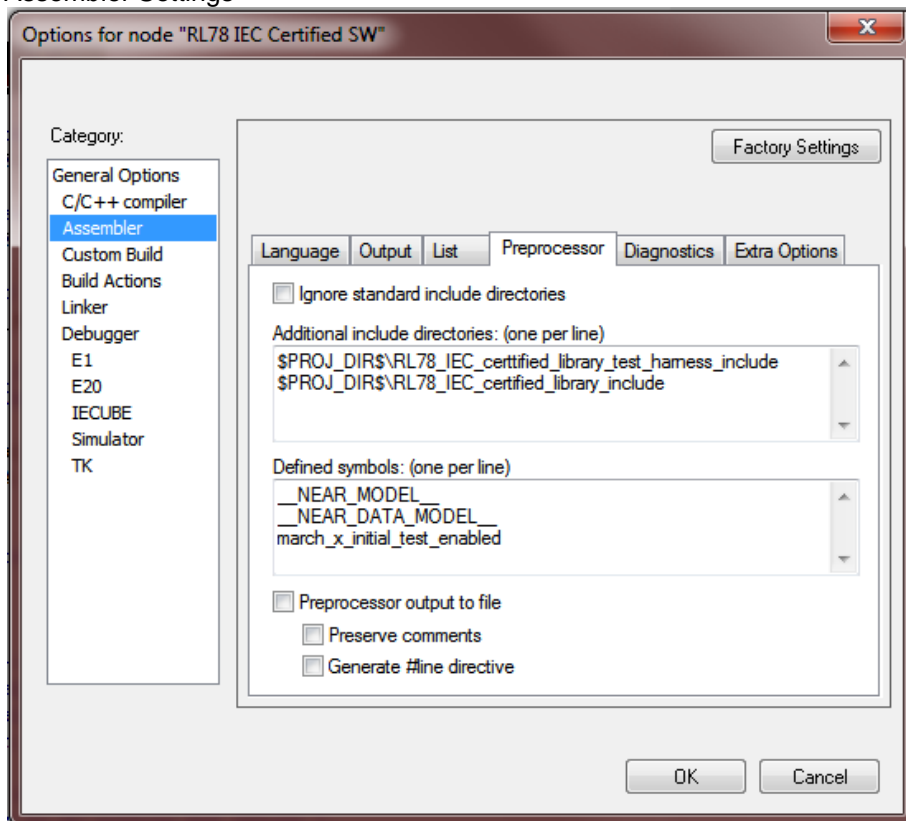 Assembler Settings
Options for node "RL78 IEC Certified SW"
Category:
Factory Settings
General Options
C/C++ compiler
Assembler
Custom Build
Build Actions
Linker
Debugger
E1
E20
IECUBE
Simulator
TK
Language Output List Preprocessor Diagnostics Extra Options
Ignore standard include directories
Additional include directories: (one per line)
$PROJ_DIR$\RL78_IEC_certtified_library_test_harness_include
$PROJ_DIR$\RL78_IEC_certified_library_include
Defined symbols: (one per line)
__NEAR_MODEL__
__NEAR_DATA_MODEL__
march_x_initial_test_enabled
Preprocessor output to file
Preserve comments
Generate #line directive
OK Cancel